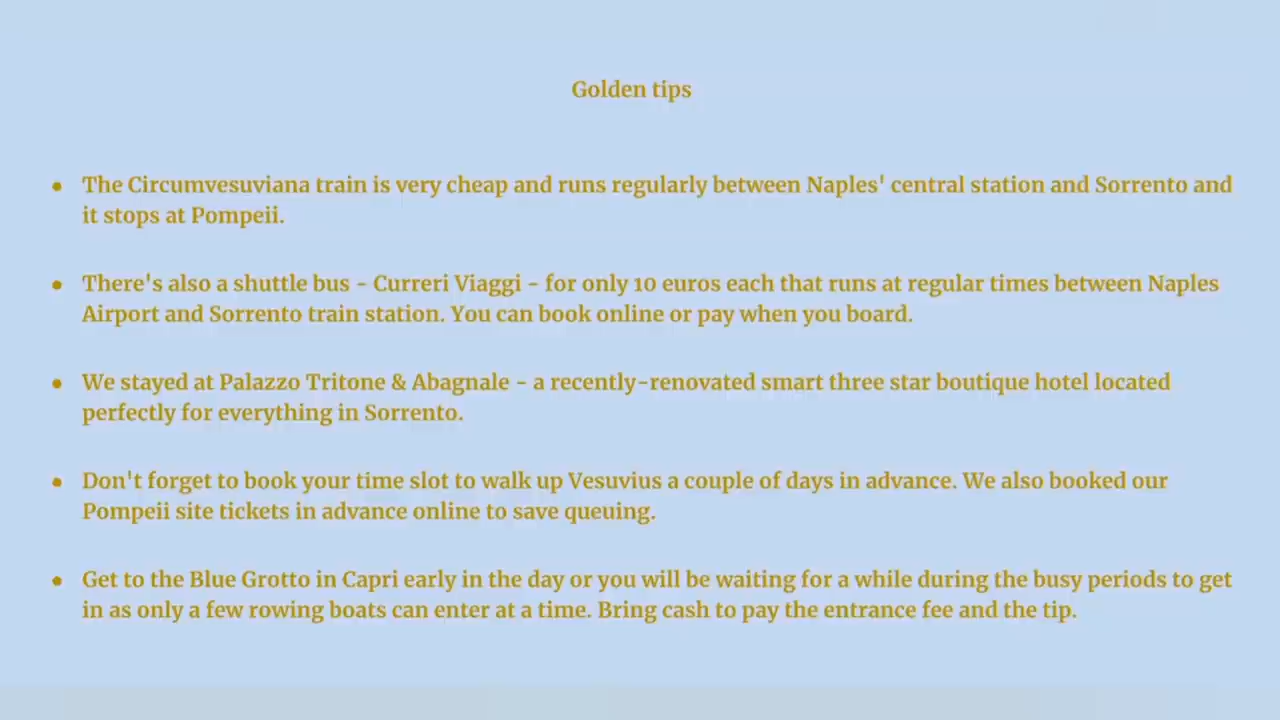 Golden tips
● The Circumvesuviana train is very cheap and runs regularly between Naples' central station and Sorrento and
it stops at Pompeii.
● There's also a shuttle bus - Curreri Viaggi - for only 10 euros each that runs at regular times between Naples
Airport and Sorrento train station. You can book online or pay when you board.
● We stayed at Palazzo Tritone & Abagnale - a recently-renovated smart three star boutique hotel located
perfectly for everything in Sorrento.
● Don't forget to book your time slot to walk up Vesuvius a couple of days in advance. We also booked our
Pompeii site tickets in advance online to save queuing.
● Get to the Blue Grotto in Capri early in the day or you will be waiting for a while during the busy periods to get
in as only a few rowing boats can enter at a time. Bring cash to pay the entrance fee and the tip.